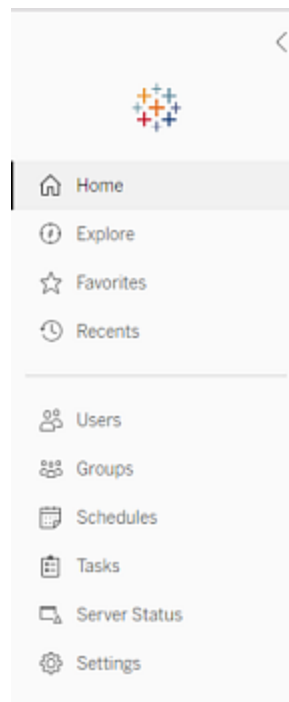 Home
Explore
Favorites
Recents
Users
Groups
Schedules
Tasks
Server Status
Settings